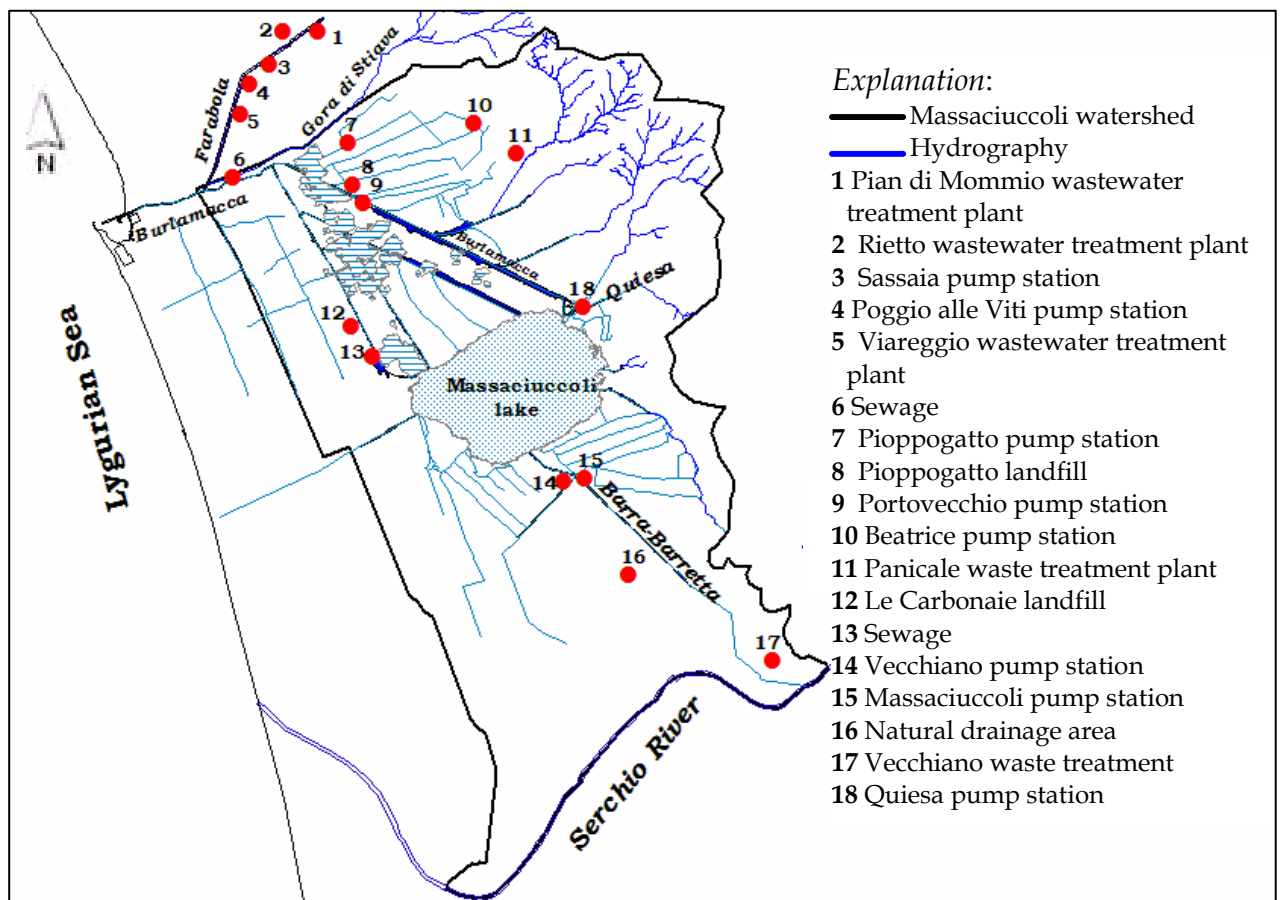 2
1
3
4
5
Farabola
Gora di Stiava
6
7
8
9
10
11
N
Burlamacca
Burlamacca
Quiesa
18
12
13
Lygurian Sea
Massaciuccoli
lake
14
15
Barra-Barretta
16
17
Serchio River
Explanation:
Massaciuccoli watershed
Hydrography
1 Pian di Mommio wastewater
treatment plant
2 Rietto wastewater treatment plant
3 Sassaia pump station
4 Poggio alle Viti pump station
5 Viareggio wastewater treatment
plant
6 Sewage
7 Pioppogatto pump station
8 Pioppogatto landfill
9 Portovecchio pump station
10 Beatrice pump station
11 Panicale waste treatment plant
12 Le Carbonaie landfill
13 Sewage
14 Vecchiano pump station
15 Massaciuccoli pump station
16 Natural drainage area
17 Vecchiano waste treatment
18 Quiesa pump station